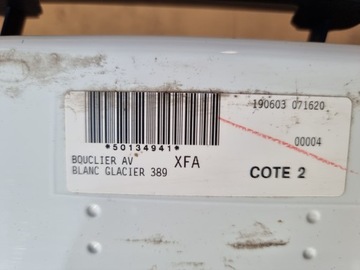 190603 071620
*50134941*
00004
BOUCLIER AV XFA
BLANC GLACIER 389
COTE 2